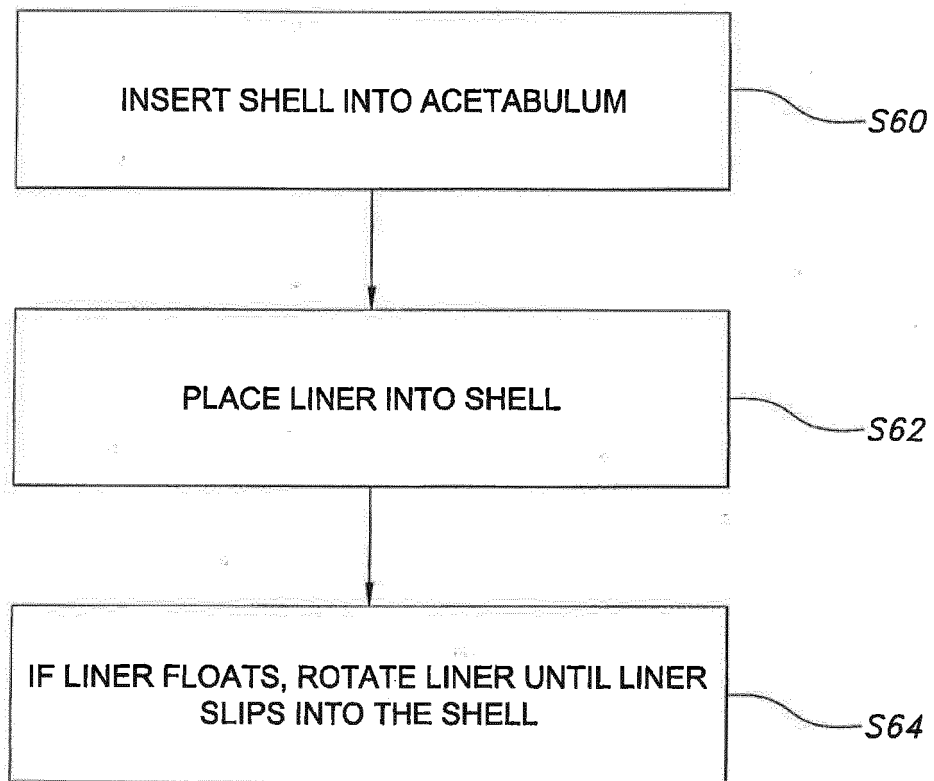 INSERT SHELL INTO ACETABULUM
S60
PLACE LINER INTO SHELL
S62
IF LINER FLOATS, ROTATE LINER UNTIL LINER
SLIPS INTO THE SHELL
S64